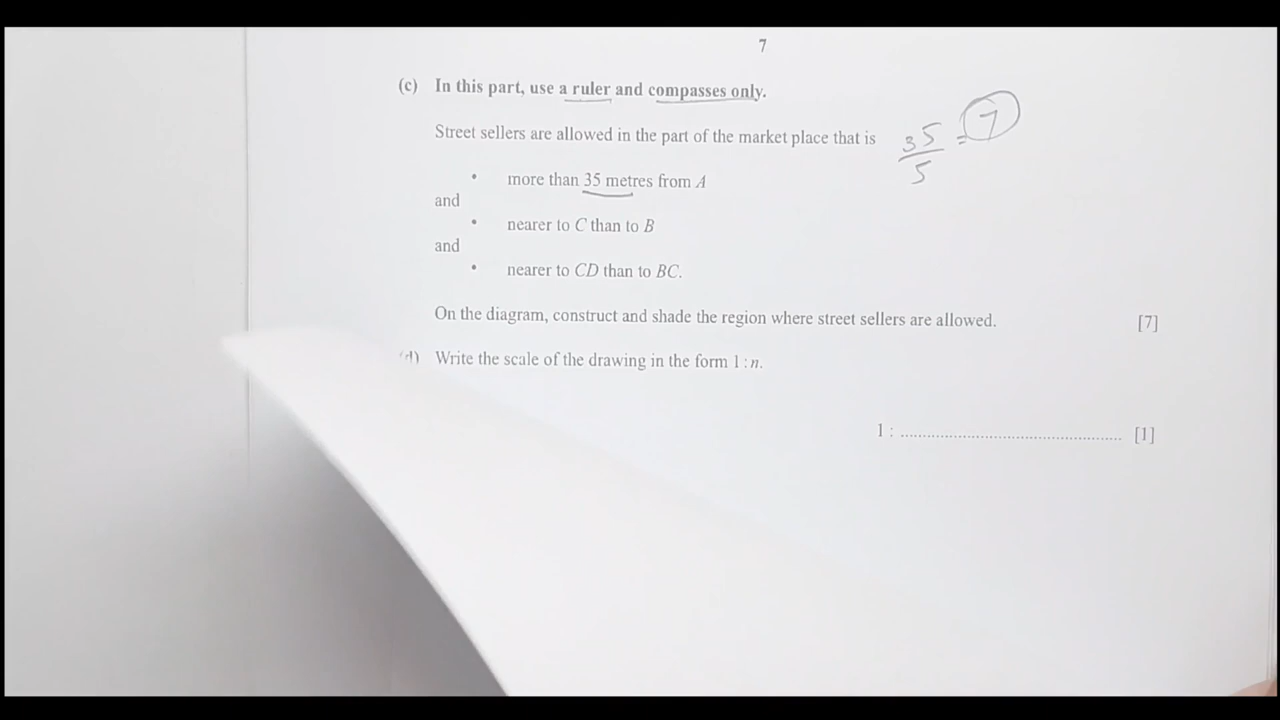 7
(c) In this part, use a ruler and compasses only.
Street sellers are allowed in the part of the market place that is
35/5 = 7
• more than 35 metres from A
and
• nearer to C than to B
and
• nearer to CD than to BC.
On the diagram, construct and shade the region where street sellers are allowed. [7]
(d) Write the scale of the drawing in the form 1 : n.
1 : ................................................. [1]